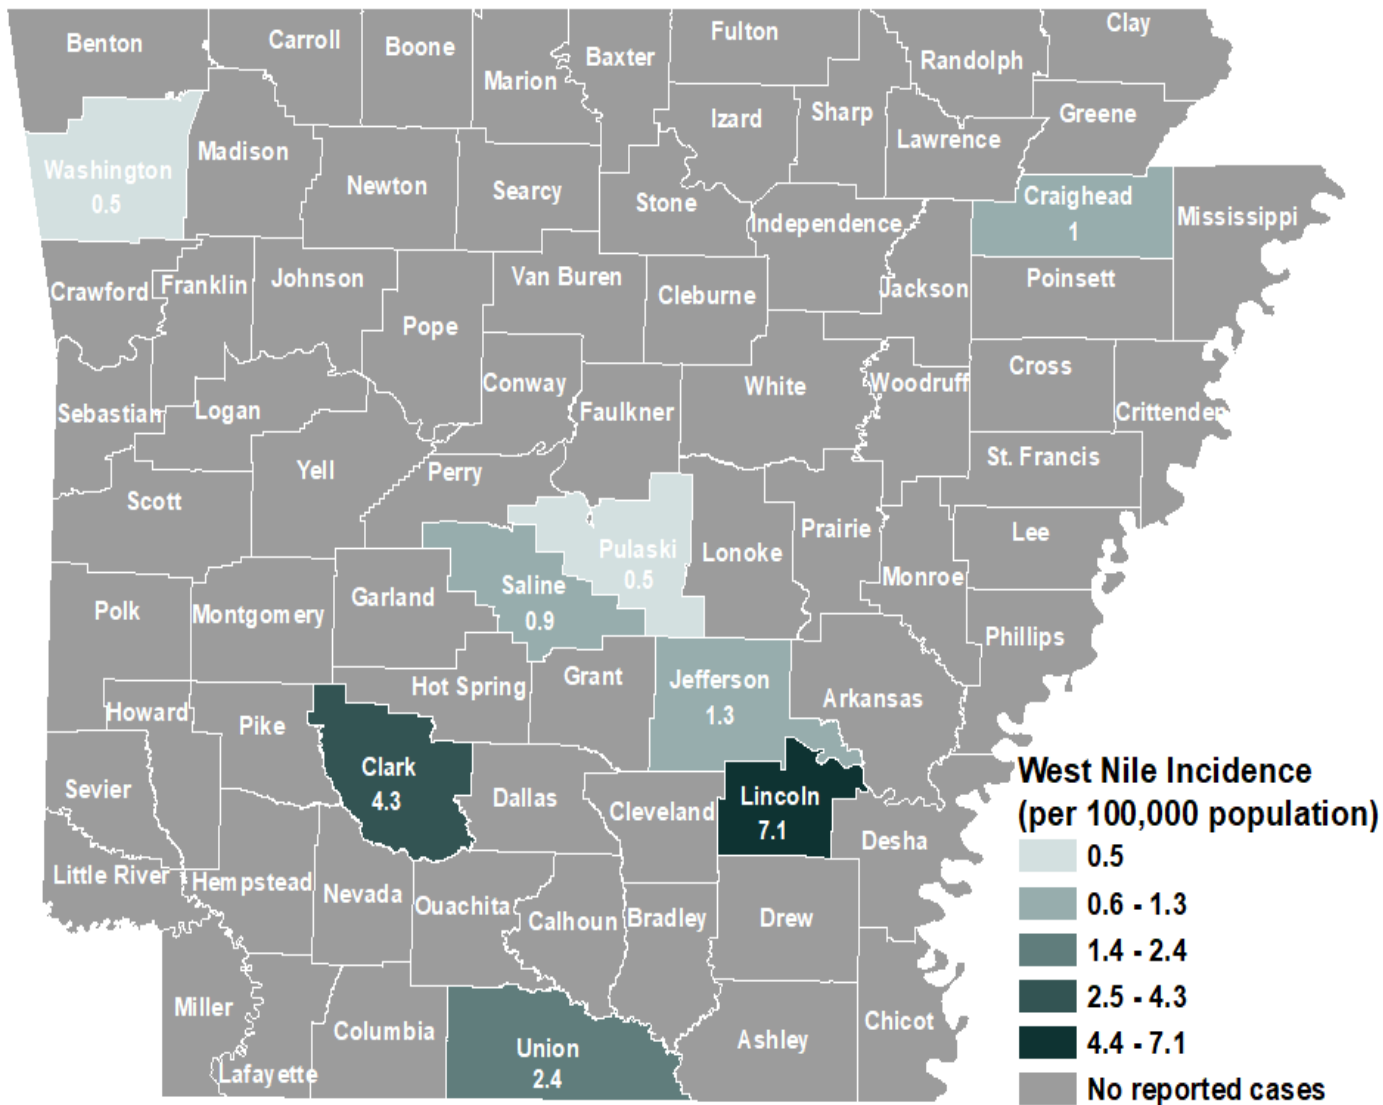 Benton
Carroll
Boone
Marion
Baxter
Fulton
Randolph
Clay
Izard
Sharp
Lawrence
Greene
Washington
0.5
Madison
Newton
Searcy
Stone
Independence
Craighead
1
Mississippi
Crawford
Franklin
Johnson
Pope
Van Buren
Cleburne
Jackson
Poinsett
Sebastian
Logan
Conway
Faulkner
White
Woodruff
Cross
Crittenden
Scott
Yell
Perry
St. Francis
Pulaski
0.5
Lonoke
Prairie
Monroe
Lee
Polk
Montgomery
Garland
Saline
0.9
Phillips
Howard
Pike
Hot Spring
Grant
Jefferson
1.3
Arkansas
Sevier
Clark
4.3
Dallas
Cleveland
Lincoln
7.1
Desha
Little River
Hempstead
Nevada
Ouachita
Calhoun
Bradley
Drew
Miller
Lafayette
Columbia
Union
2.4
Ashley
Chicot
West Nile Incidence
(per 100,000 population)
0.5
0.6 - 1.3
1.4 - 2.4
2.5 - 4.3
4.4 - 7.1
No reported cases